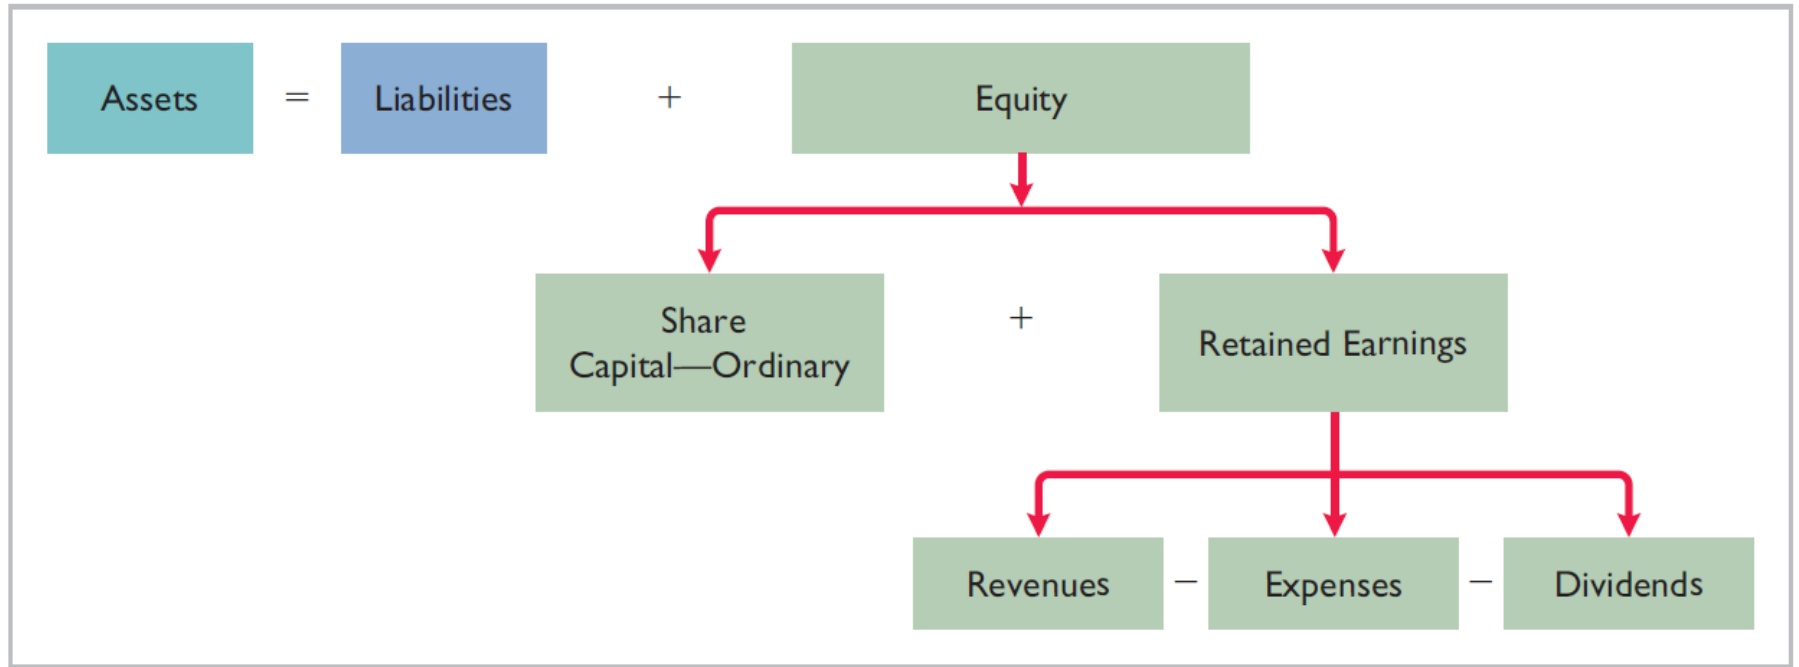 Assets = Liabilities + Equity
Share
Capital—Ordinary
+
Retained Earnings
Revenues – Expenses – Dividends